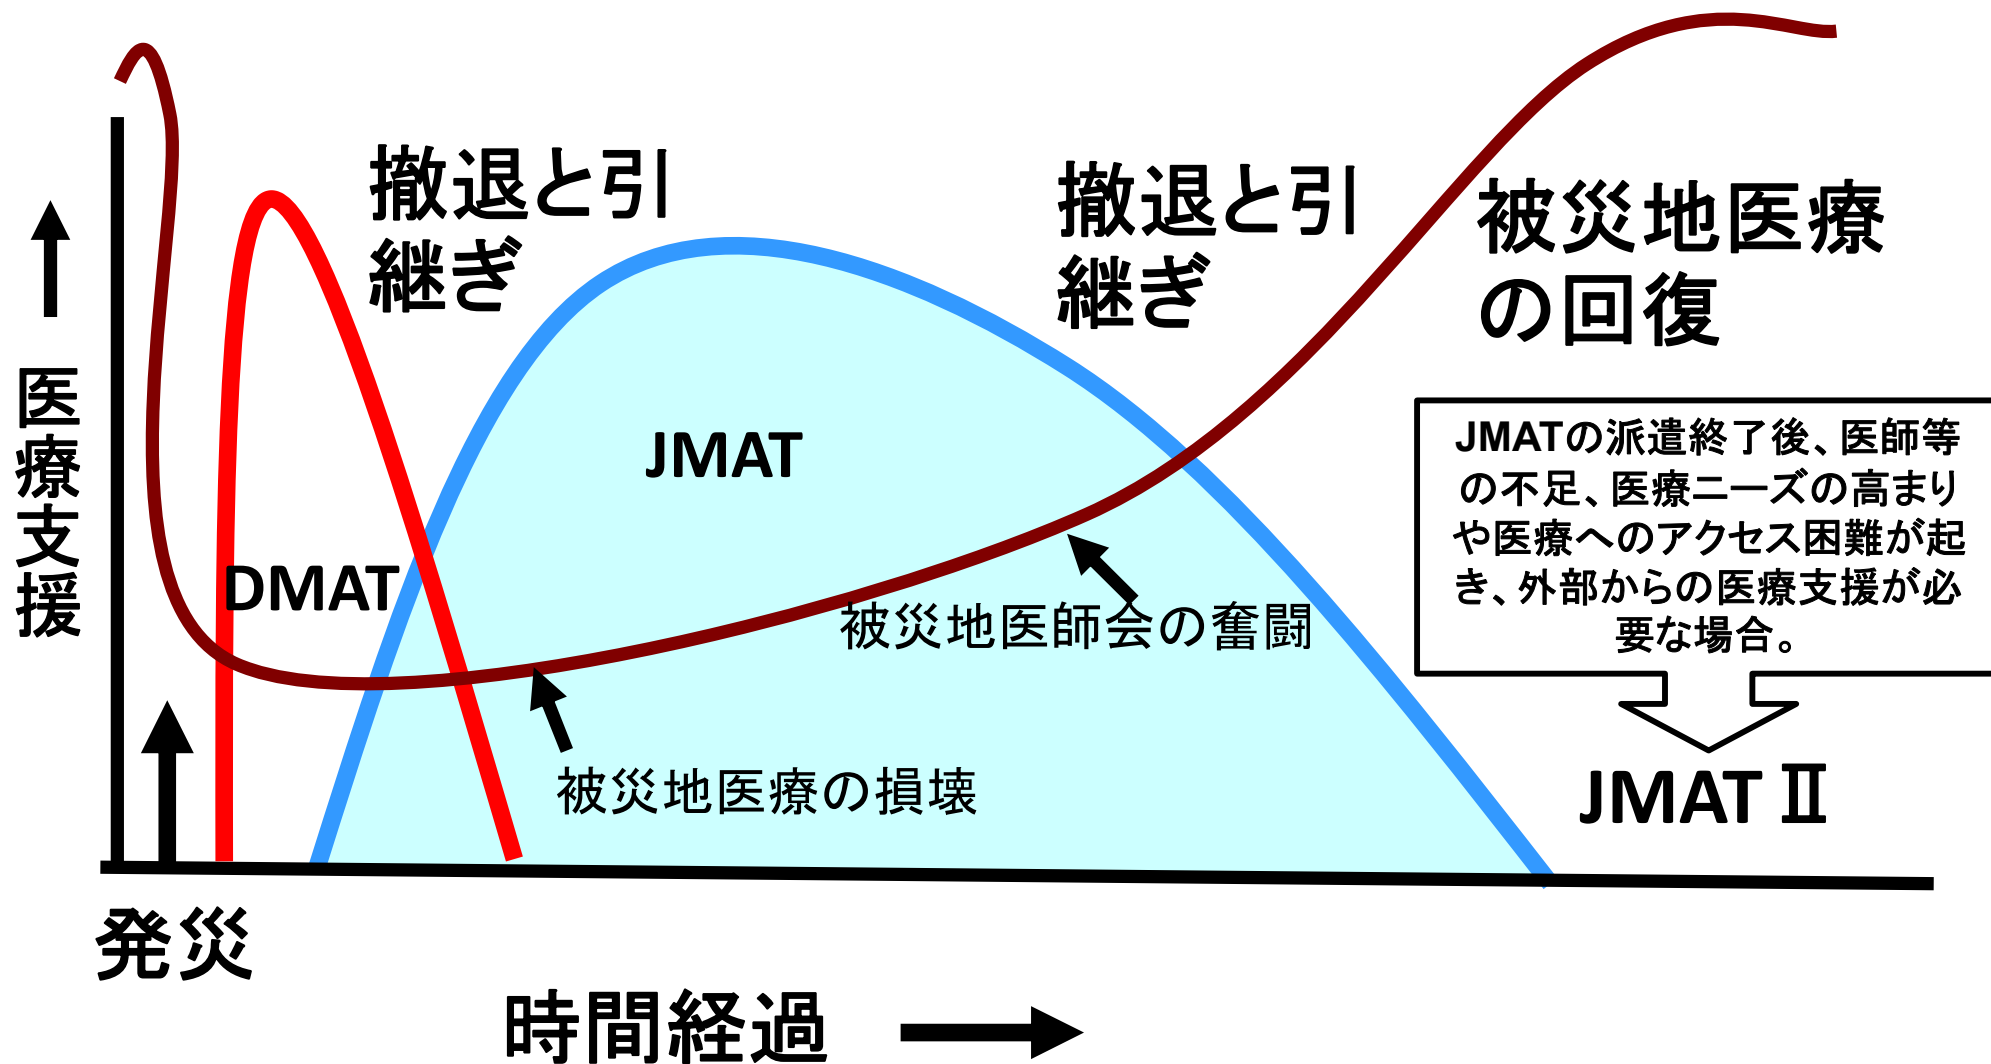 撤退と引
継ぎ
撤退と引
継ぎ
被災地医療
の回復
医療支援
JMAT
DMAT
JMATの派遣終了後、医師等
の不足、医療ニーズの高まり
や医療へのアクセス困難が起
き、外部からの医療支援が必
要な場合。
被災地医師会の奮闘
被災地医療の損壊
JMAT Ⅱ
発災
時間経過